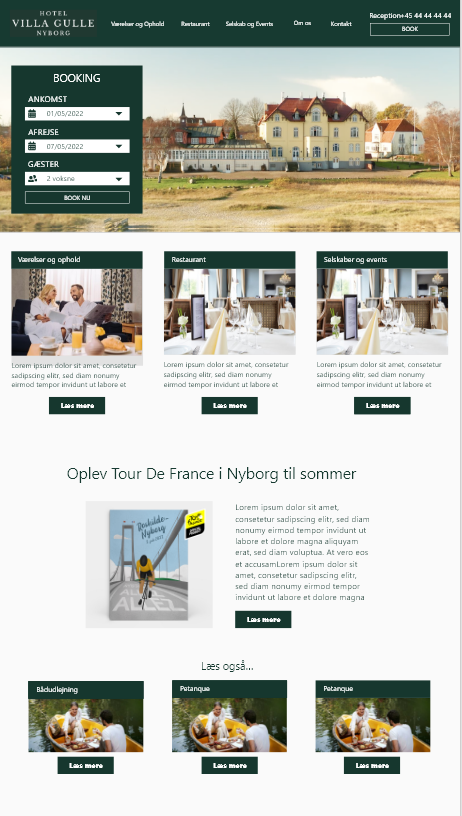 HOTEL
VILLA GULLE
NYBORG
Værelser og Ophold
Restaurant
Selskab og Events
Om os
Kontakt
Reception+45 44 44 44 44
BOOK
BOOKING
ANKOMST
01/05/2022
AFREJSE
07/05/2022
GÆSTER
2 voksne
BOOK NU
Værelser og ophold
Lorem ipsum dolor sit amet, consetetur
sadipscing elitr, sed diam nonumy
eirmod tempor invidunt ut labore et
Læs mere
Restaurant
Lorem ipsum dolor sit amet, consetetur
sadipscing elitr, sed diam nonumy
eirmod tempor invidunt ut labore et
Læs mere
Selskaber og events
Lorem ipsum dolor sit amet, consetetur
sadipscing elitr, sed diam nonumy
eirmod tempor invidunt ut labore et
Læs mere
Oplev Tour De France i Nyborg til sommer
Roskilde-
Nyborg
ALLEZ
Lorem ipsum dolor sit amet,
consetetur sadipscing elitr, sed diam
nonumy eirmod tempor invidunt ut
labore et dolore magna aliquyam
erat, sed diam voluptua. At vero eos
et accusamLorem ipsum dolor sit
amet, consetetur sadipscing elitr,
sed diam nonumy eirmod tempor
invidunt ut labore et dolore magna
Læs mere
Læs også...
Bådudlejning
Læs mere
Petanque
Læs mere
Petanque
Læs mere